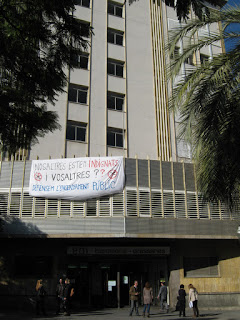 NOSALTRES ESTEM INDIGNATS
I VOSALTRES??
DEFENSEM L'ENSENYAMENT PÚBLIC